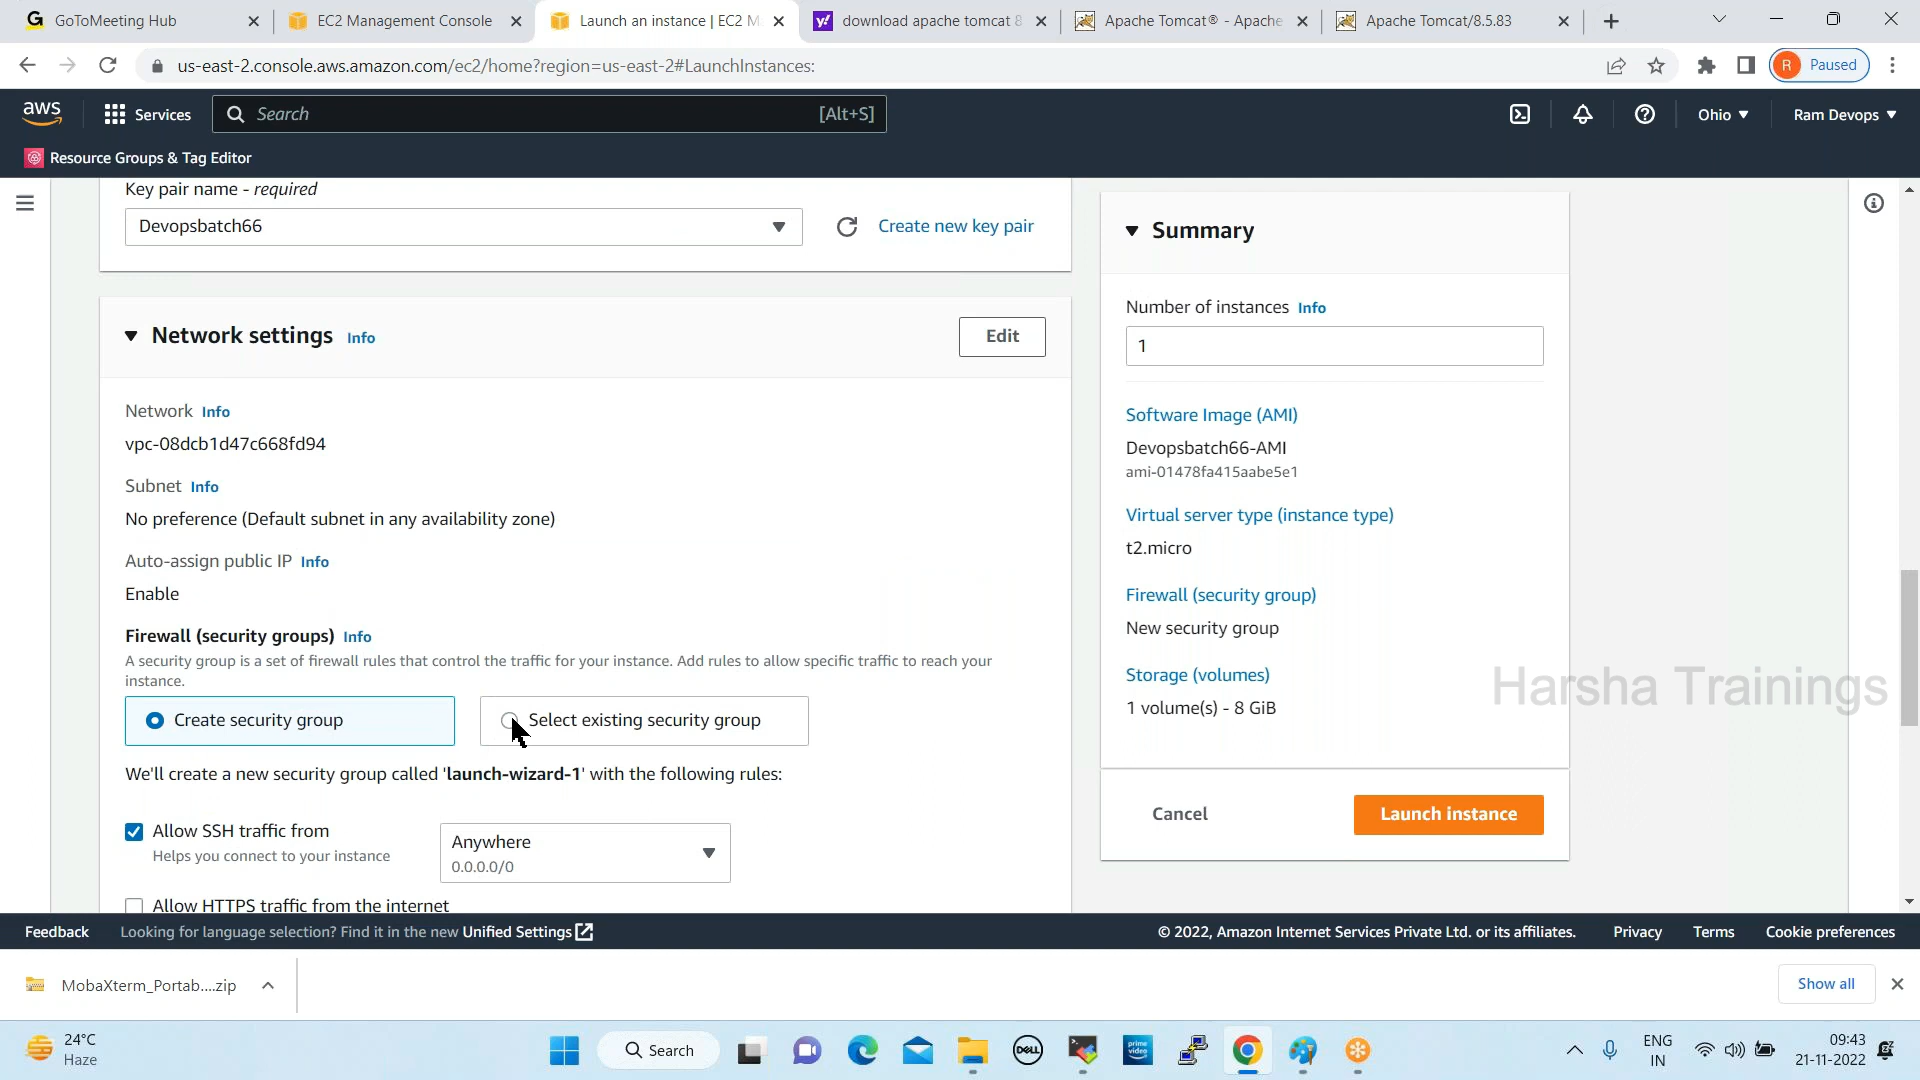 GoToMeeting Hub
EC2 Management Console
Launch an instance | EC2 M
download apache tomcat 8
Apache Tomcat® - Apache
Apache Tomcat/8.5.83
us-east-2.console.aws.amazon.com/ec2/home?region=us-east-2#LaunchInstances:
R Paused
aws
Services
Search
[Alt+S]
Ohio ▼
Ram Devops ▼
Resource Groups & Tag Editor
Key pair name - required
Devopsbatch66
Create new key pair
Network settings Info
Edit
Network Info
vpc-08dcb1d47c668fd94
Subnet Info
No preference (Default subnet in any availability zone)
Auto-assign public IP Info
Enable
Firewall (security groups) Info
A security group is a set of firewall rules that control the traffic for your instance. Add rules to allow specific traffic to reach your
instance.
Create security group
Select existing security group
We'll create a new security group called 'launch-wizard-1' with the following rules:
Allow SSH traffic from
Helps you connect to your instance
Anywhere
0.0.0.0/0
Allow HTTPS traffic from the internet
Summary
Number of instances Info
1
Software Image (AMI)
Devopsbatch66-AMI
ami-01478fa415aabe5e1
Virtual server type (instance type)
t2.micro
Firewall (security group)
New security group
Storage (volumes)
1 volume(s) - 8 GiB
Cancel
Launch instance
Harsha Trainings
Feedback
Looking for language selection? Find it in the new Unified Settings
© 2022, Amazon Internet Services Private Ltd. or its affiliates.
Privacy
Terms
Cookie preferences
MobaXterm_Portab....zip
Show all
24°C
Haze
Search
DELL
prime video
ENG
IN
09:43
21-11-2022